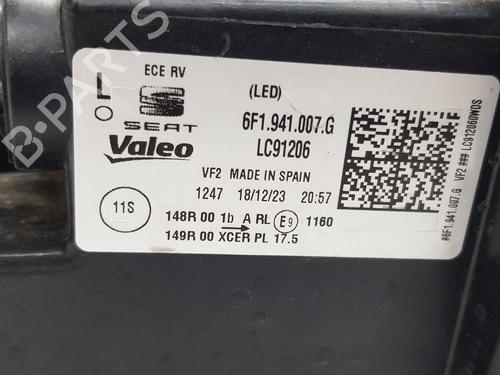 B-PARTS
L
ECE RV
(LED)
SEAT
6F1.941.007.G
Valeo
LC91206
VF2 MADE IN SPAIN
1247 18/12/23 20:57
11S
148R 00 1b A RL E9 1160
149R 00 XCER PL 17.5
#6F1.941.007.G VF2 ### LC912060WDS